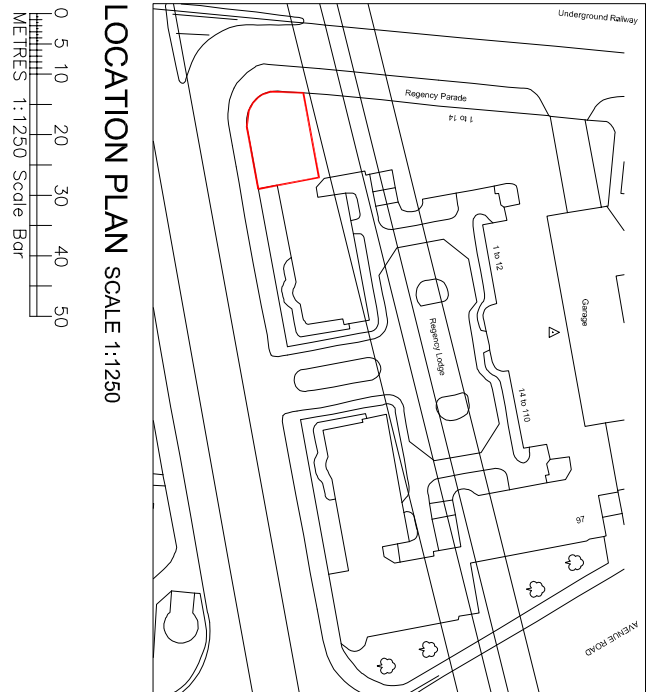 LOCATION PLAN SCALE 1:1250
0 5 10 20 30 40 50
METRES 1:1250 Scale Bar
Underground Railway
Regency Parade
1 to 14
1 to 12
Garage
Regency Lodge
14 to 110
97
AVENUE ROAD